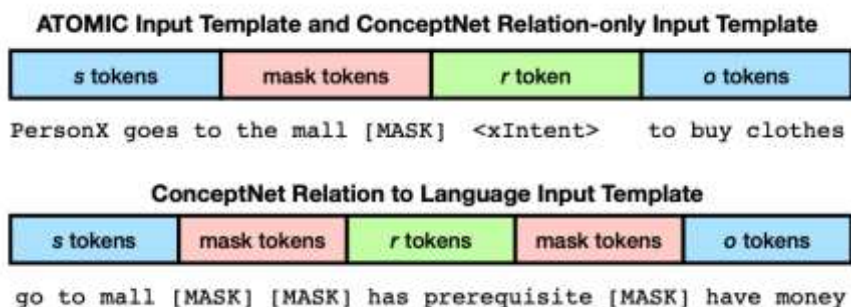 ATOMIC Input Template and ConceptNet Relation-only Input Template
s tokens mask tokens r token o tokens
PersonX goes to the mall [MASK] <xIntent> to buy clothes
ConceptNet Relation to Language Input Template
s tokens mask tokens r tokens mask tokens o tokens
go to mall [MASK] [MASK] has prerequisite [MASK] have money